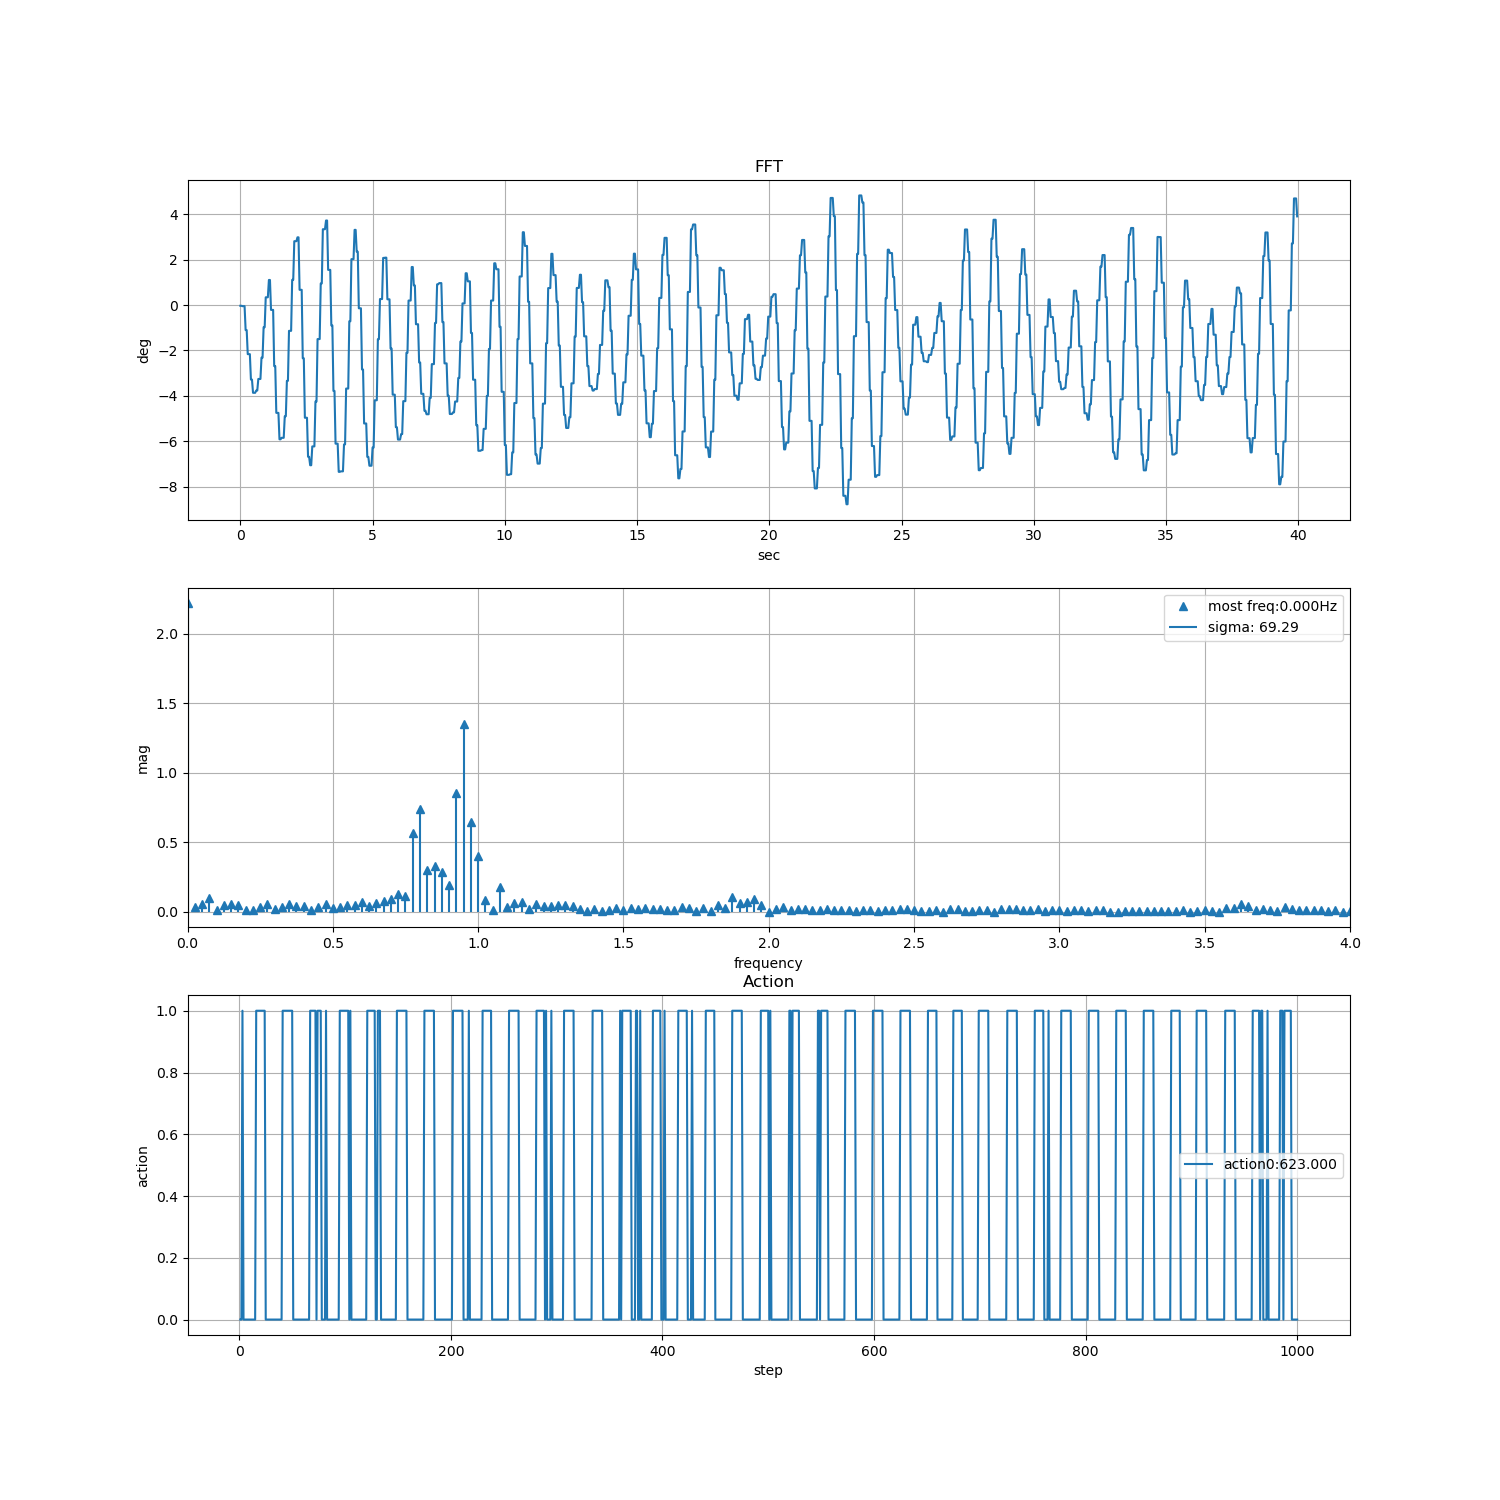 FFT
4
2
0
−2
−4
−6
−8
deg
0 5 10 15 20 25 30 35 40
sec
most freq:0.000Hz
sigma: 69.29
2.0
1.5
1.0
0.5
0.0
mag
0.0 0.5 1.0 1.5 2.0 2.5 3.0 3.5 4.0
frequency
Action
1.0
0.8
0.6
0.4
0.2
0.0
action
action0:623.000
0 200 400 600 800 1000
step